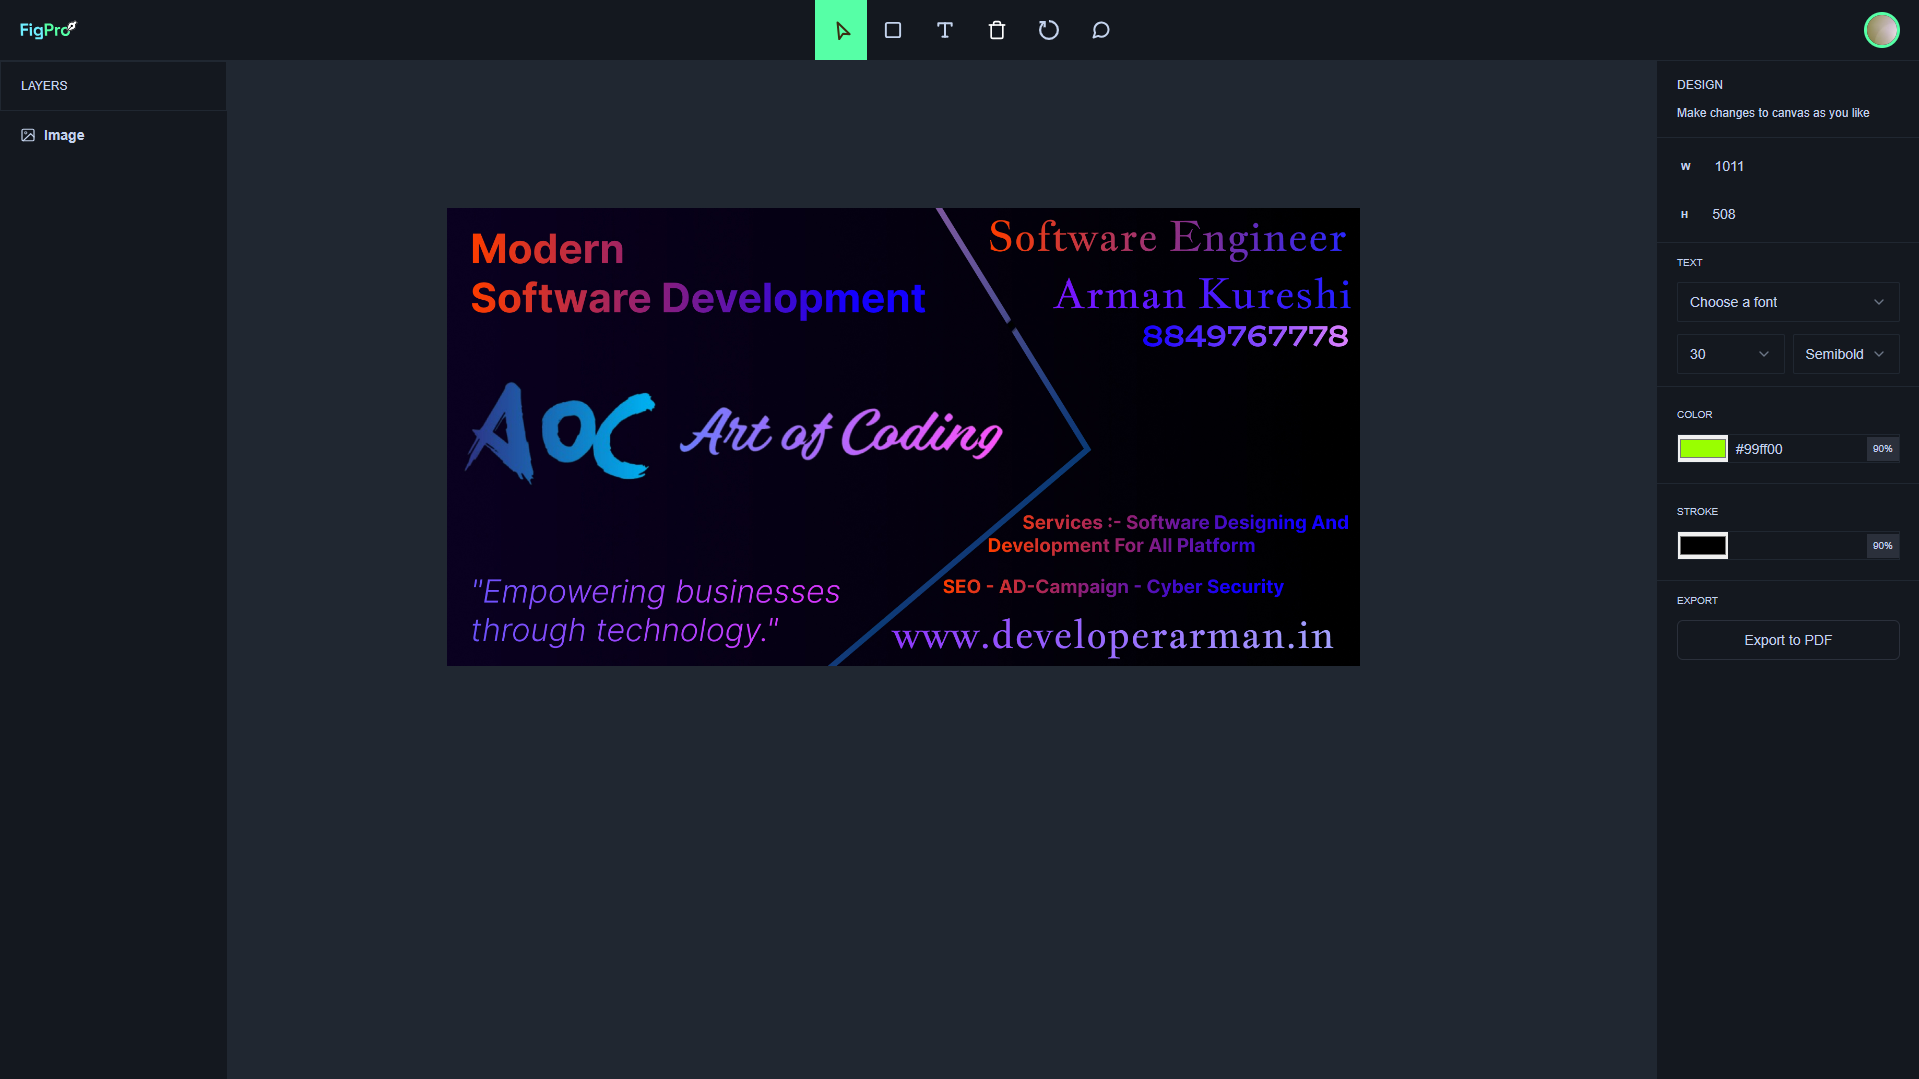 FigPro
LAYERS
Image
Modern
Software Development
AOC Art of Coding
"Empowering businesses
through technology."
Software Engineer
Arman Kureshi
8849767778
Services :- Software Designing And
Development For All Platform
SEO - AD-Campaign - Cyber Security
www.developerarman.in
DESIGN
Make changes to canvas as you like
W 1011
H 508
TEXT
Choose a font
30 Semibold
COLOR
#99ff00 90%
STROKE
90%
EXPORT
Export to PDF